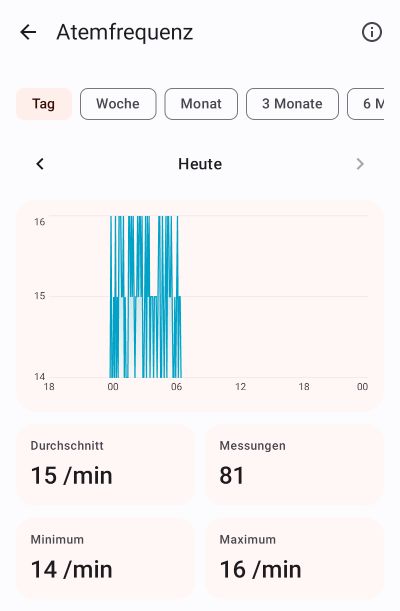 Atemfrequenz
Tag Woche Monat 3 Monate 6 M
Heute
16
15
14
18 00 06 12 18 00
Durchschnitt Messungen
15 /min 81
Minimum Maximum
14 /min 16 /min